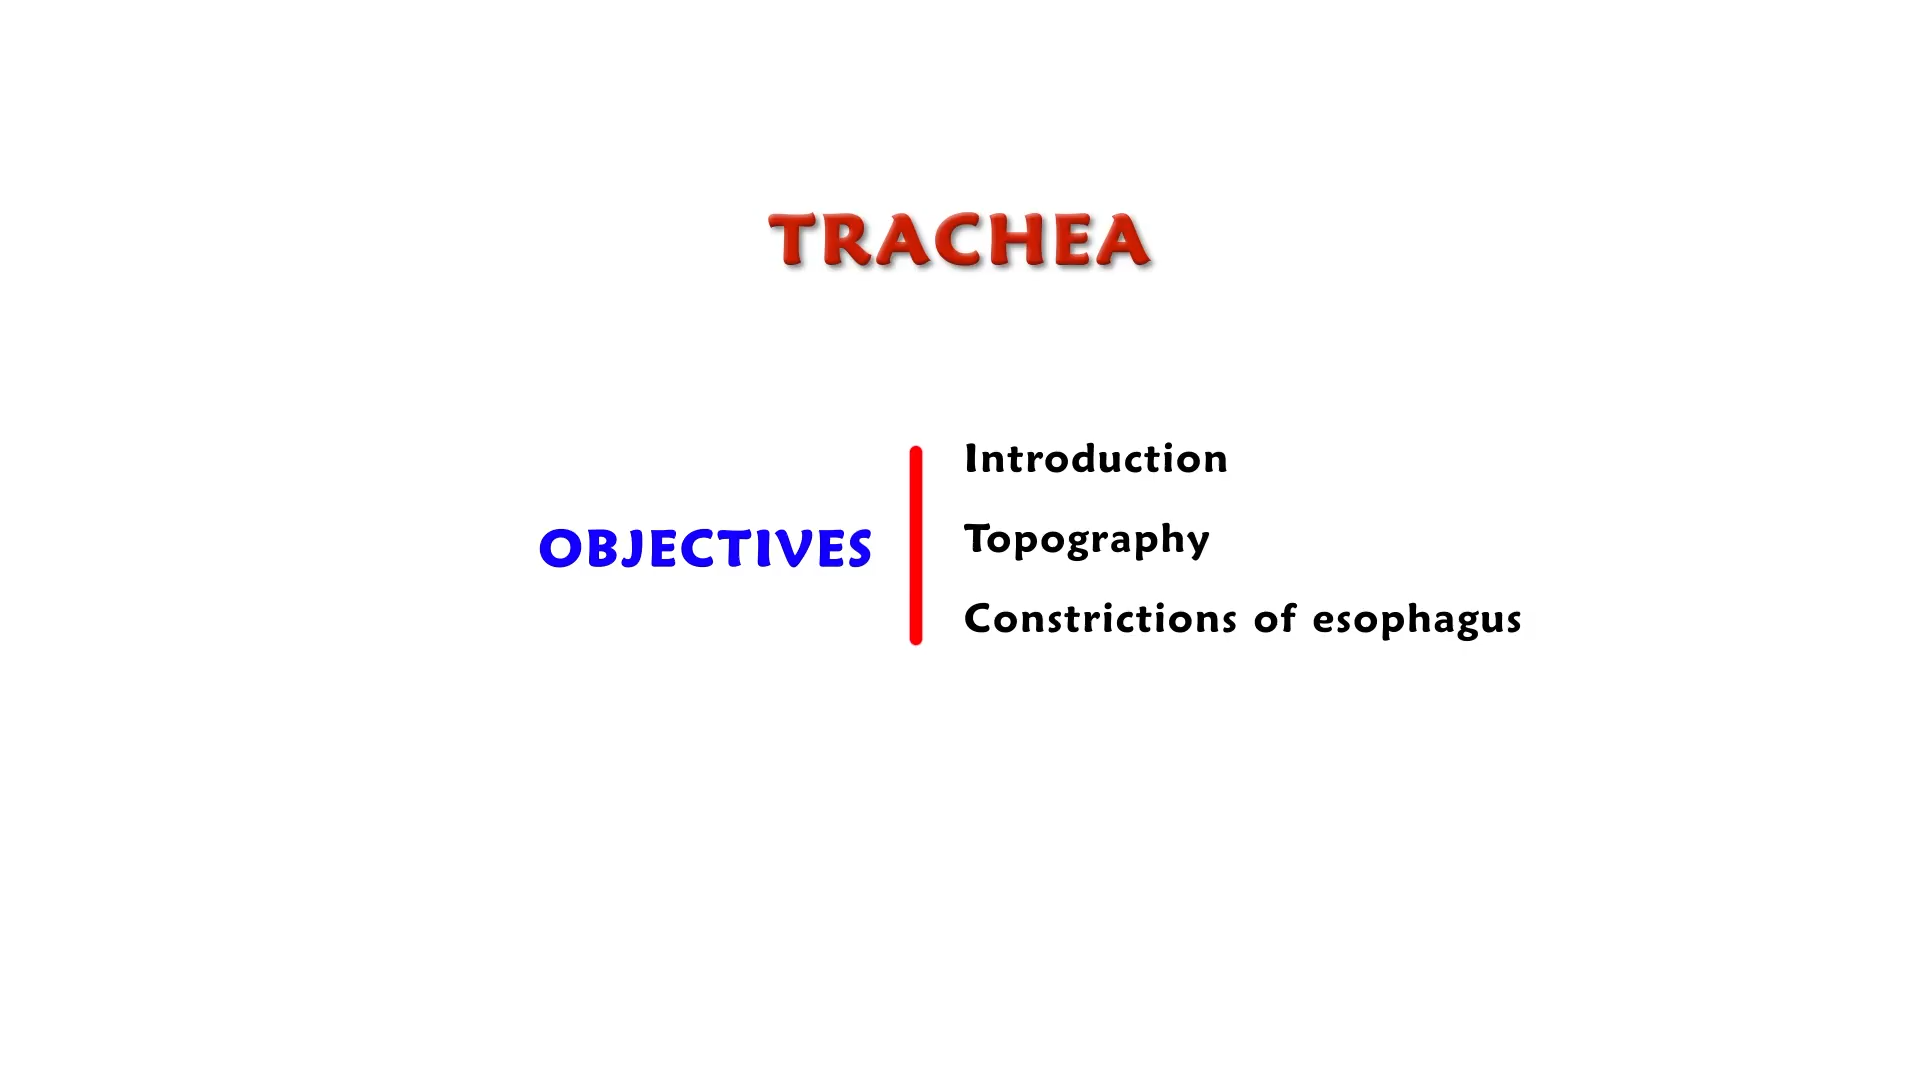 TRACHEA
OBJECTIVES
Introduction
Topography
Constrictions of esophagus